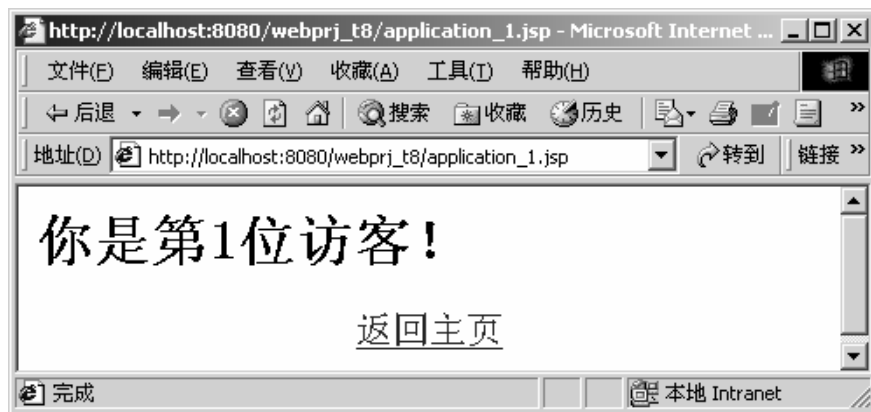 http://localhost:8080/webprj_t8/application_1.jsp - Microsoft Internet ...
文件(F) 编辑(E) 查看(V) 收藏(A) 工具(T) 帮助(H)
后退 搜索 收藏 历史 »
地址(D) http://localhost:8080/webprj_t8/application_1.jsp 转到 链接 »
你是第1位访客!
返回主页
完成 本地 Intranet